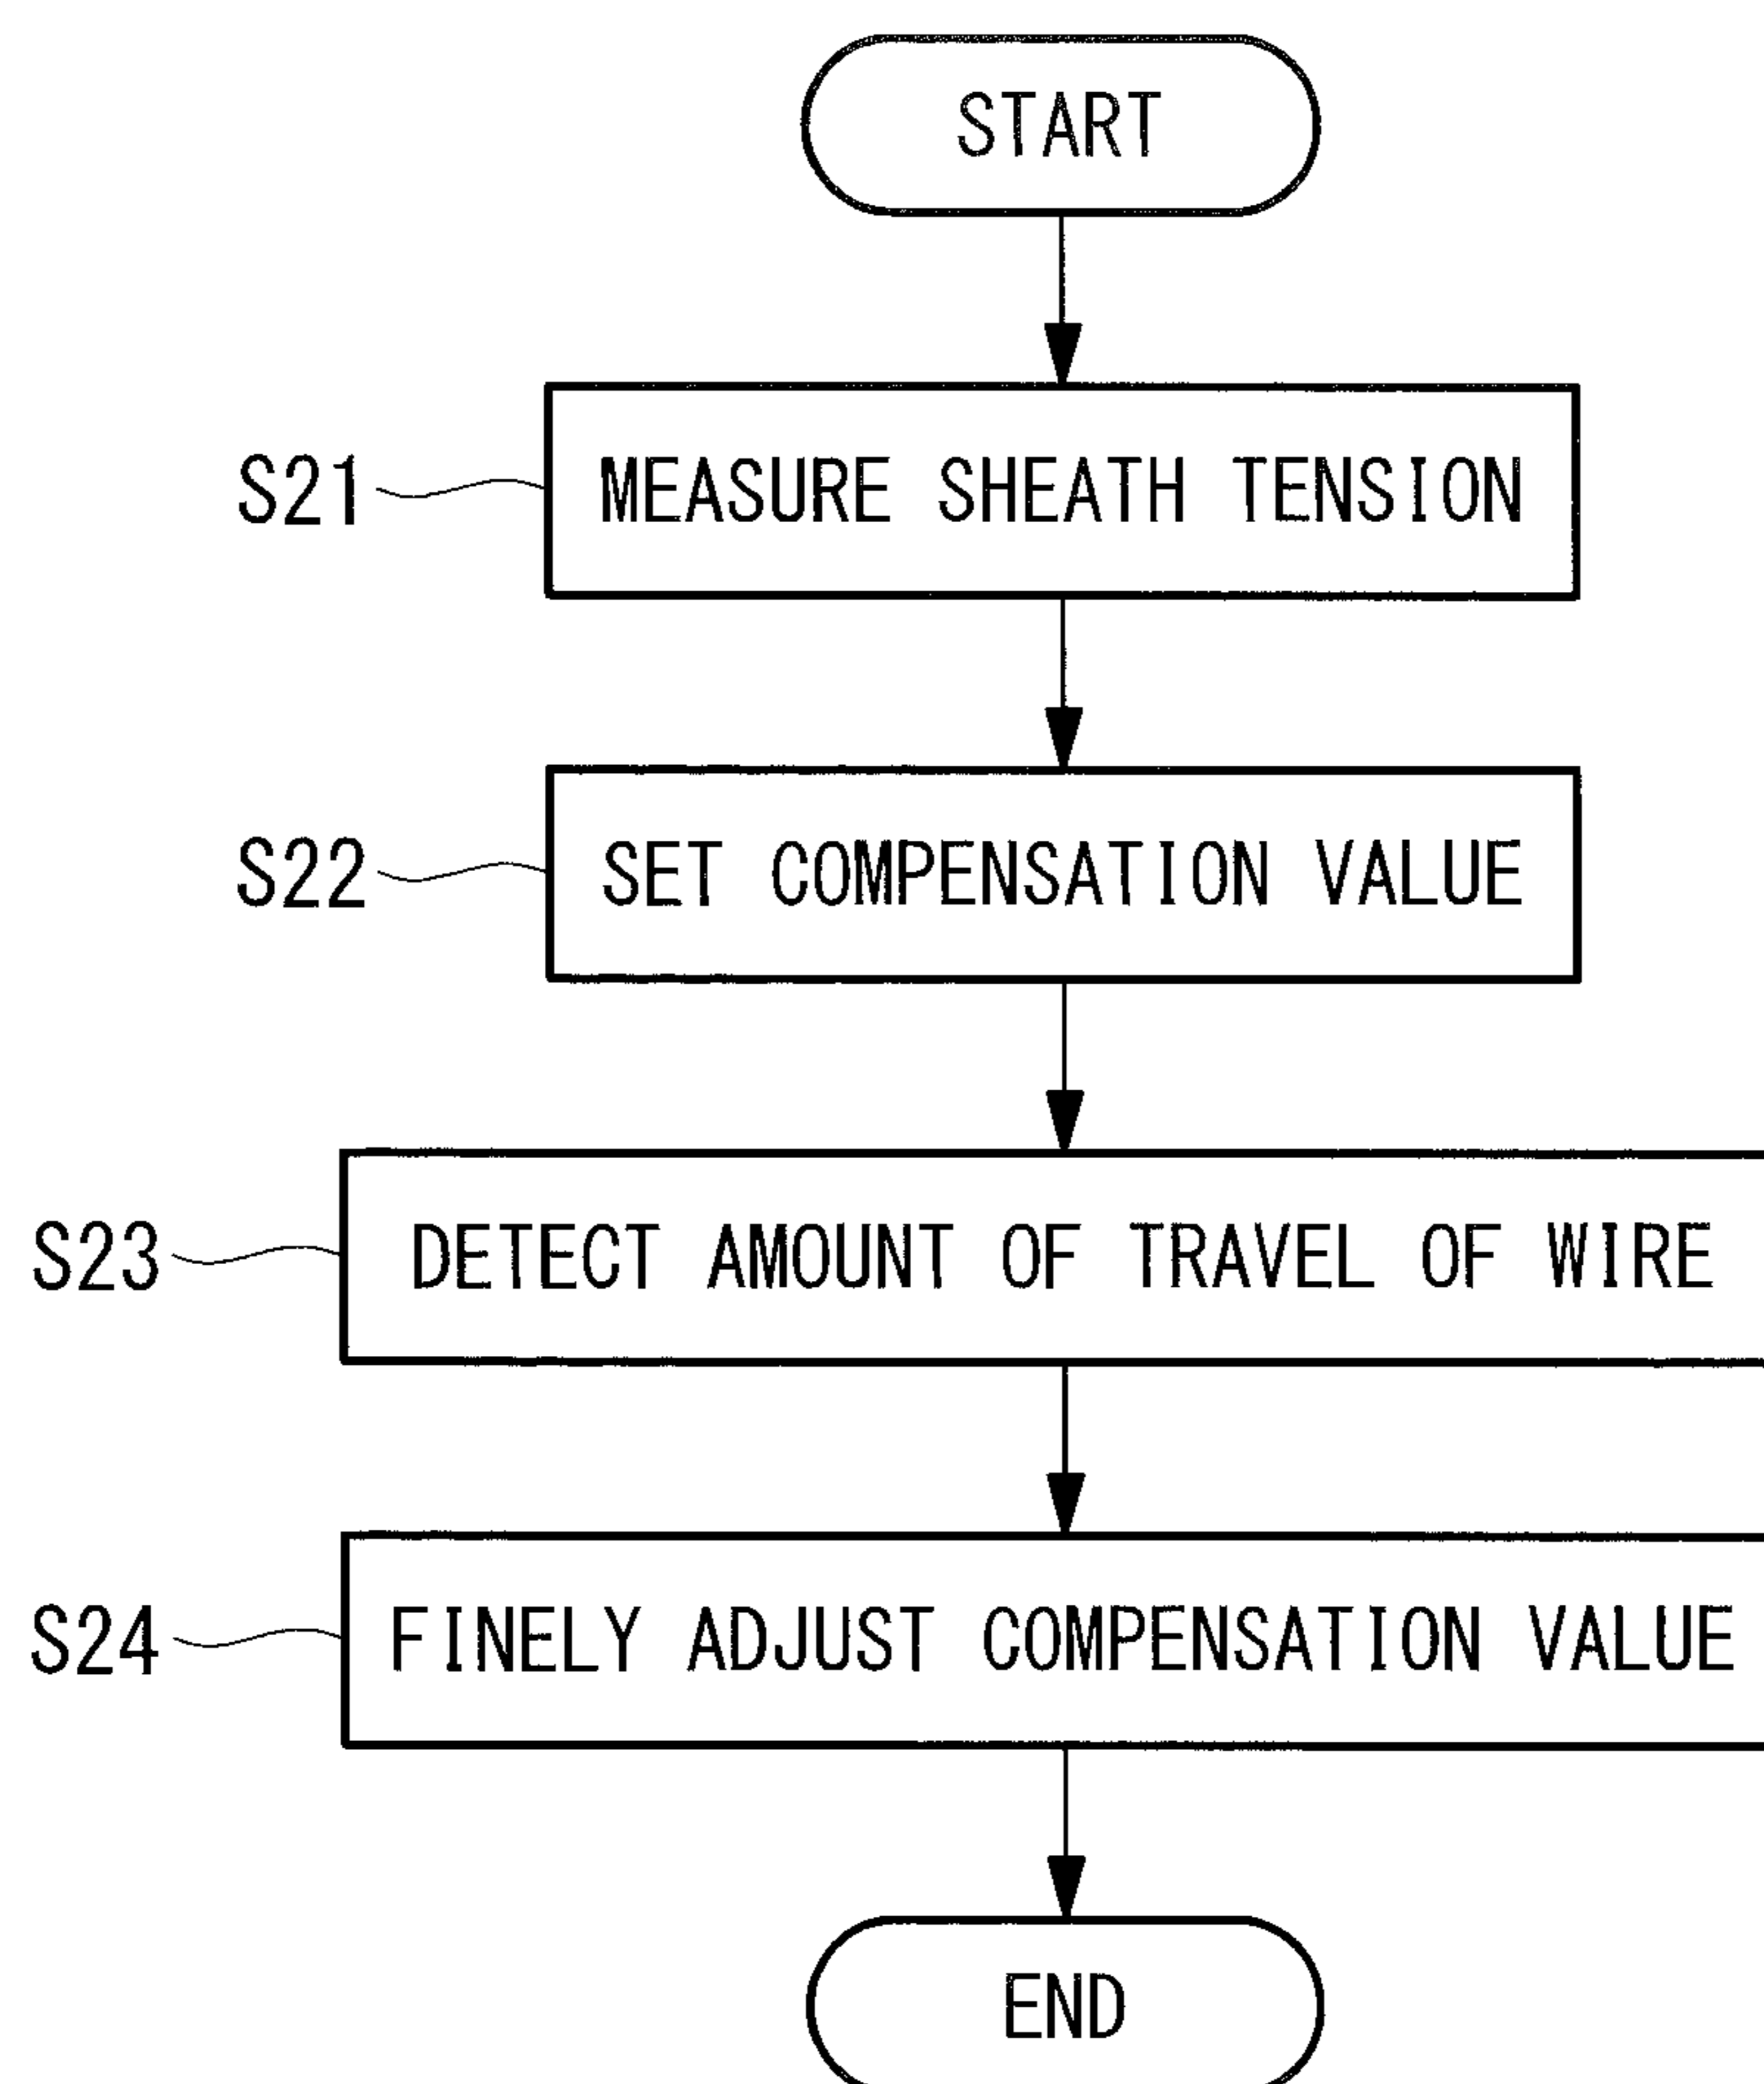 START
S21 MEASURE SHEATH TENSION
S22 SET COMPENSATION VALUE
S23 DETECT AMOUNT OF TRAVEL OF WIRE
S24 FINELY ADJUST COMPENSATION VALUE
END